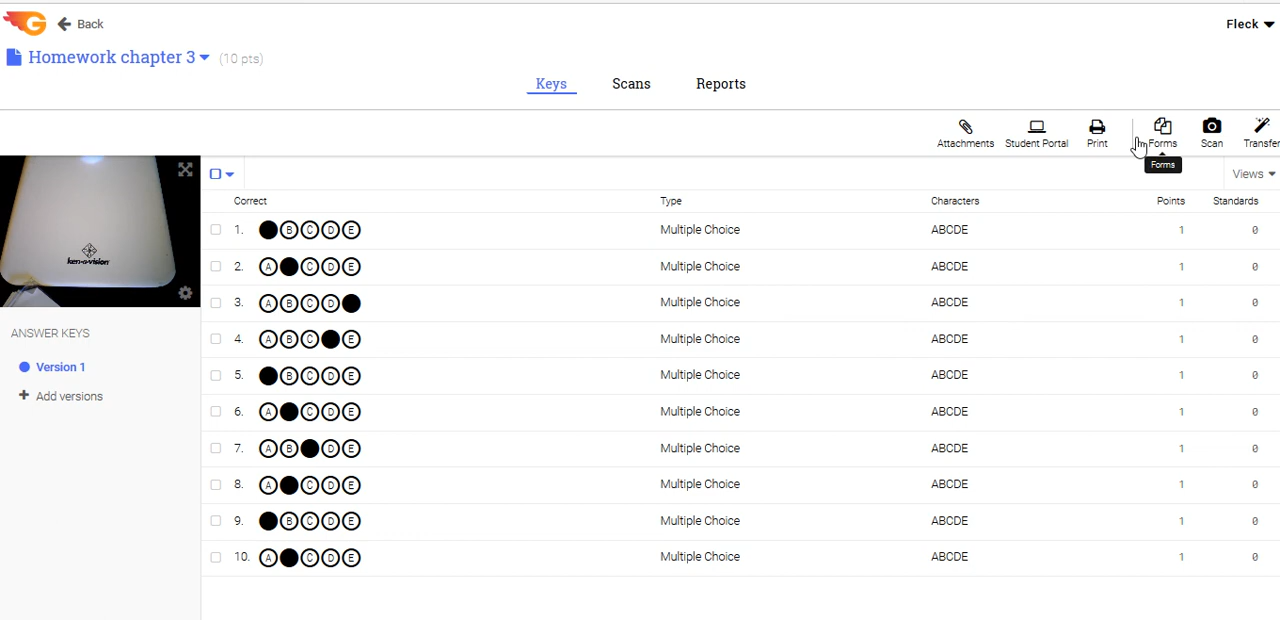 G Back Fleck
Homework chapter 3 (10 pts)
Keys Scans Reports
Attachments Student Portal Print Forms Scan Transfer
Forms
Views
ken-a-vision
Correct Type Characters Points Standards
1. B C D E Multiple Choice ABCDE 1 0
2. A C D E Multiple Choice ABCDE 1 0
3. A B C D Multiple Choice ABCDE 1 0
4. A B C E Multiple Choice ABCDE 1 0
5. B C D E Multiple Choice ABCDE 1 0
6. A C D E Multiple Choice ABCDE 1 0
7. A B D E Multiple Choice ABCDE 1 0
8. A C D E Multiple Choice ABCDE 1 0
9. B C D E Multiple Choice ABCDE 1 0
10. A C D E Multiple Choice ABCDE 1 0
ANSWER KEYS
Version 1
+ Add versions